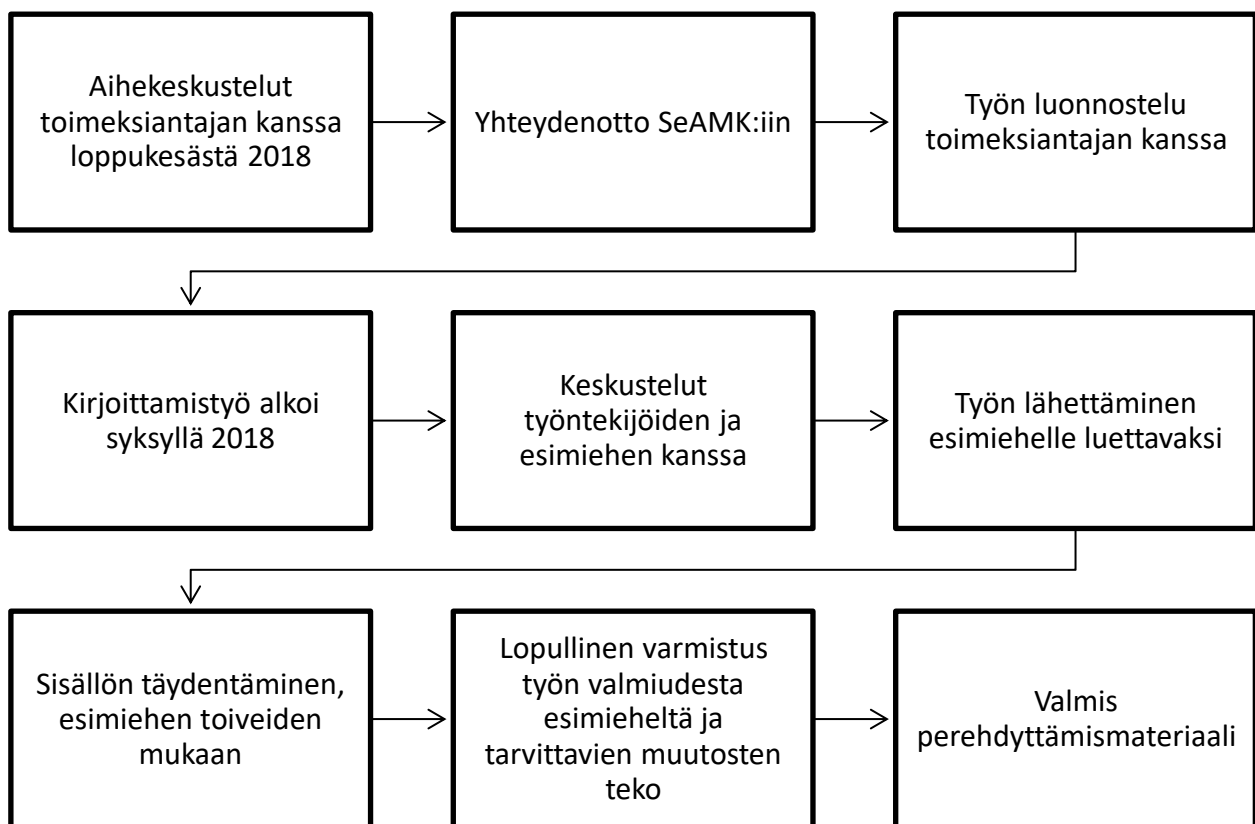 Aihekeskustelut
toimeksiantajan kanssa
loppukesästä 2018
Yhteydenotto SeAMK:iin
Työn luonnostelu
toimeksiantajan kanssa
Kirjoittamistyö alkoi
syksyllä 2018
Keskustelut
työntekijöiden ja
esimiehen kanssa
Työn lähettäminen
esimiehelle luettavaksi
Sisällön täydentäminen,
esimiehen toiveiden
mukaan
Lopullinen varmistus
työn valmiudesta
esimieheltä ja
tarvittavien muutosten
teko
Valmis
perehdyttämismateriaali